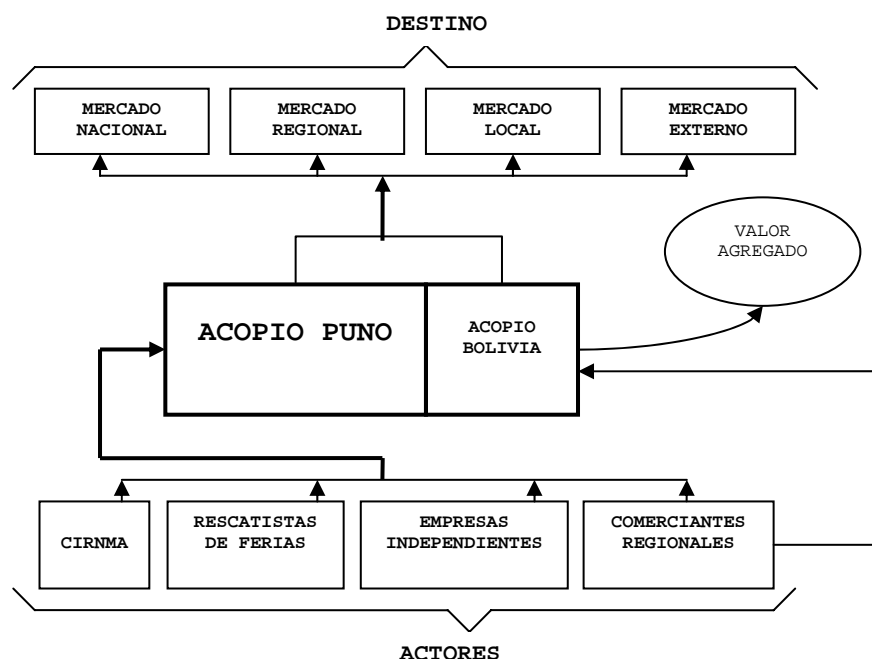 DESTINO
MERCADO
NACIONAL
MERCADO
REGIONAL
MERCADO
LOCAL
MERCADO
EXTERNO
VALOR
AGREGADO
ACOPIO PUNO
ACOPIO
BOLIVIA
CIRNMA
RESCATISTAS
DE FERIAS
EMPRESAS
INDEPENDIENTES
COMERCIANTES
REGIONALES
ACTORES